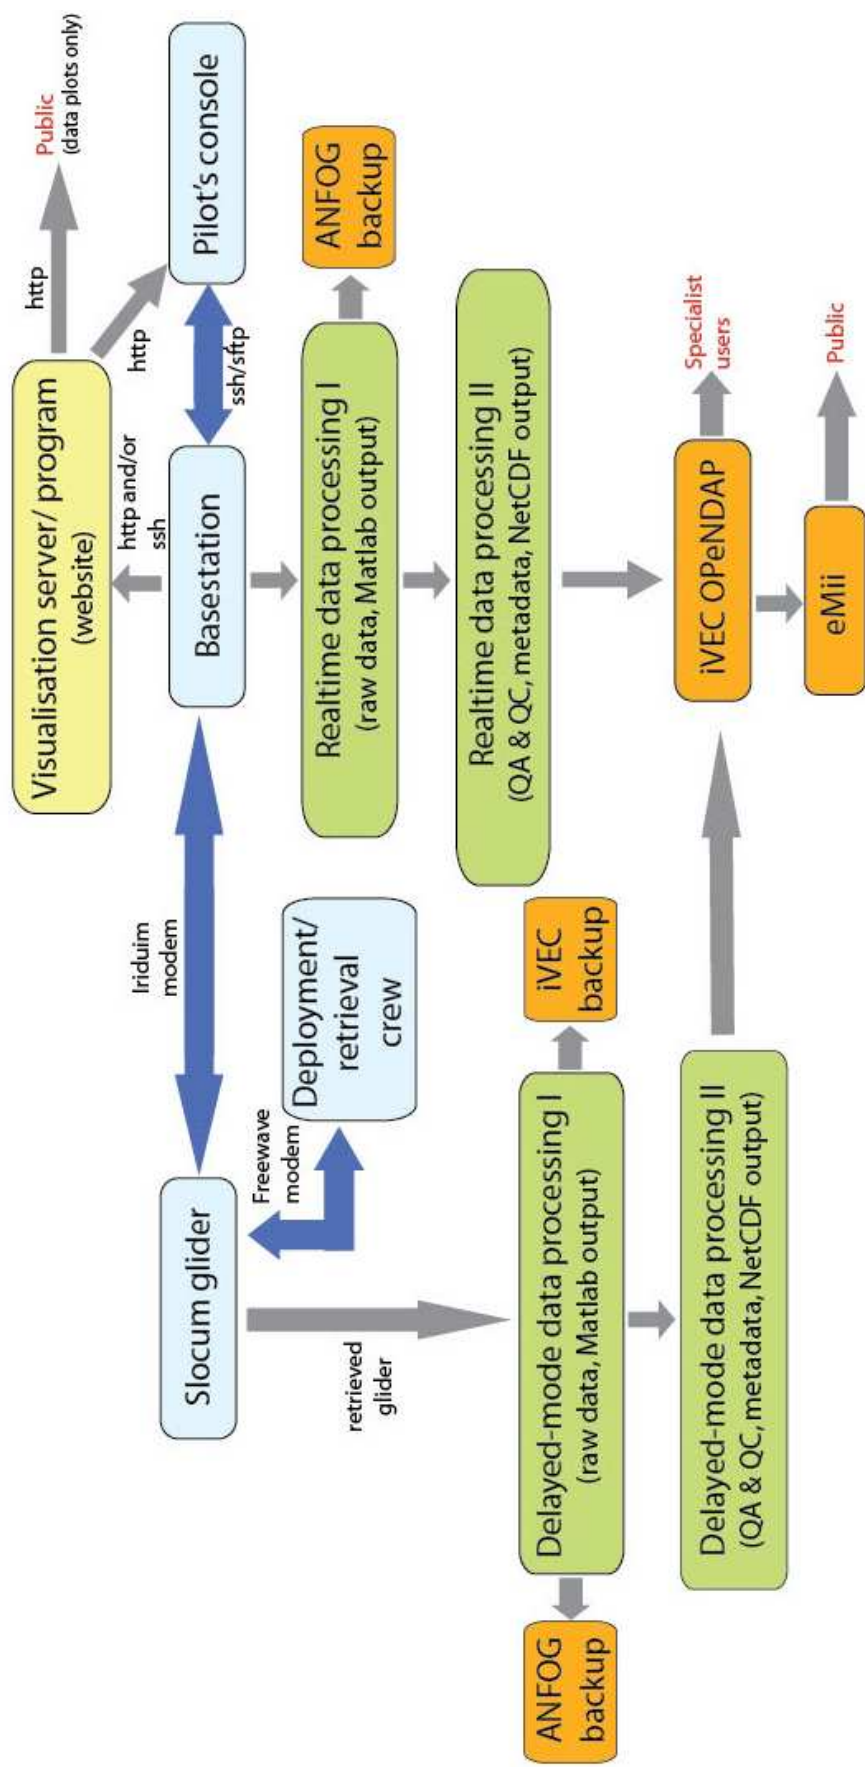 Visualisation server/ program
(website)
http
Public
(data plots only)
http
http and/or
ssh
Iriduim
modem
Slocum glider
Basestation
ssh/sftp
Pilot's console
Freewave
modem
Deployment/
retrieval
crew
retrieved
glider
Realtime data processing I
(raw data, Matlab output)
ANFOG
backup
Realtime data processing II
(QA & QC, metadata, NetCDF output)
ANFOG
backup
Delayed-mode data processing I
(raw data, Matlab output)
iVEC
backup
Delayed-mode data processing II
(QA & QC, metadata, NetCDF output)
iVEC OPeNDAP
Specialist
users
eMii
Public